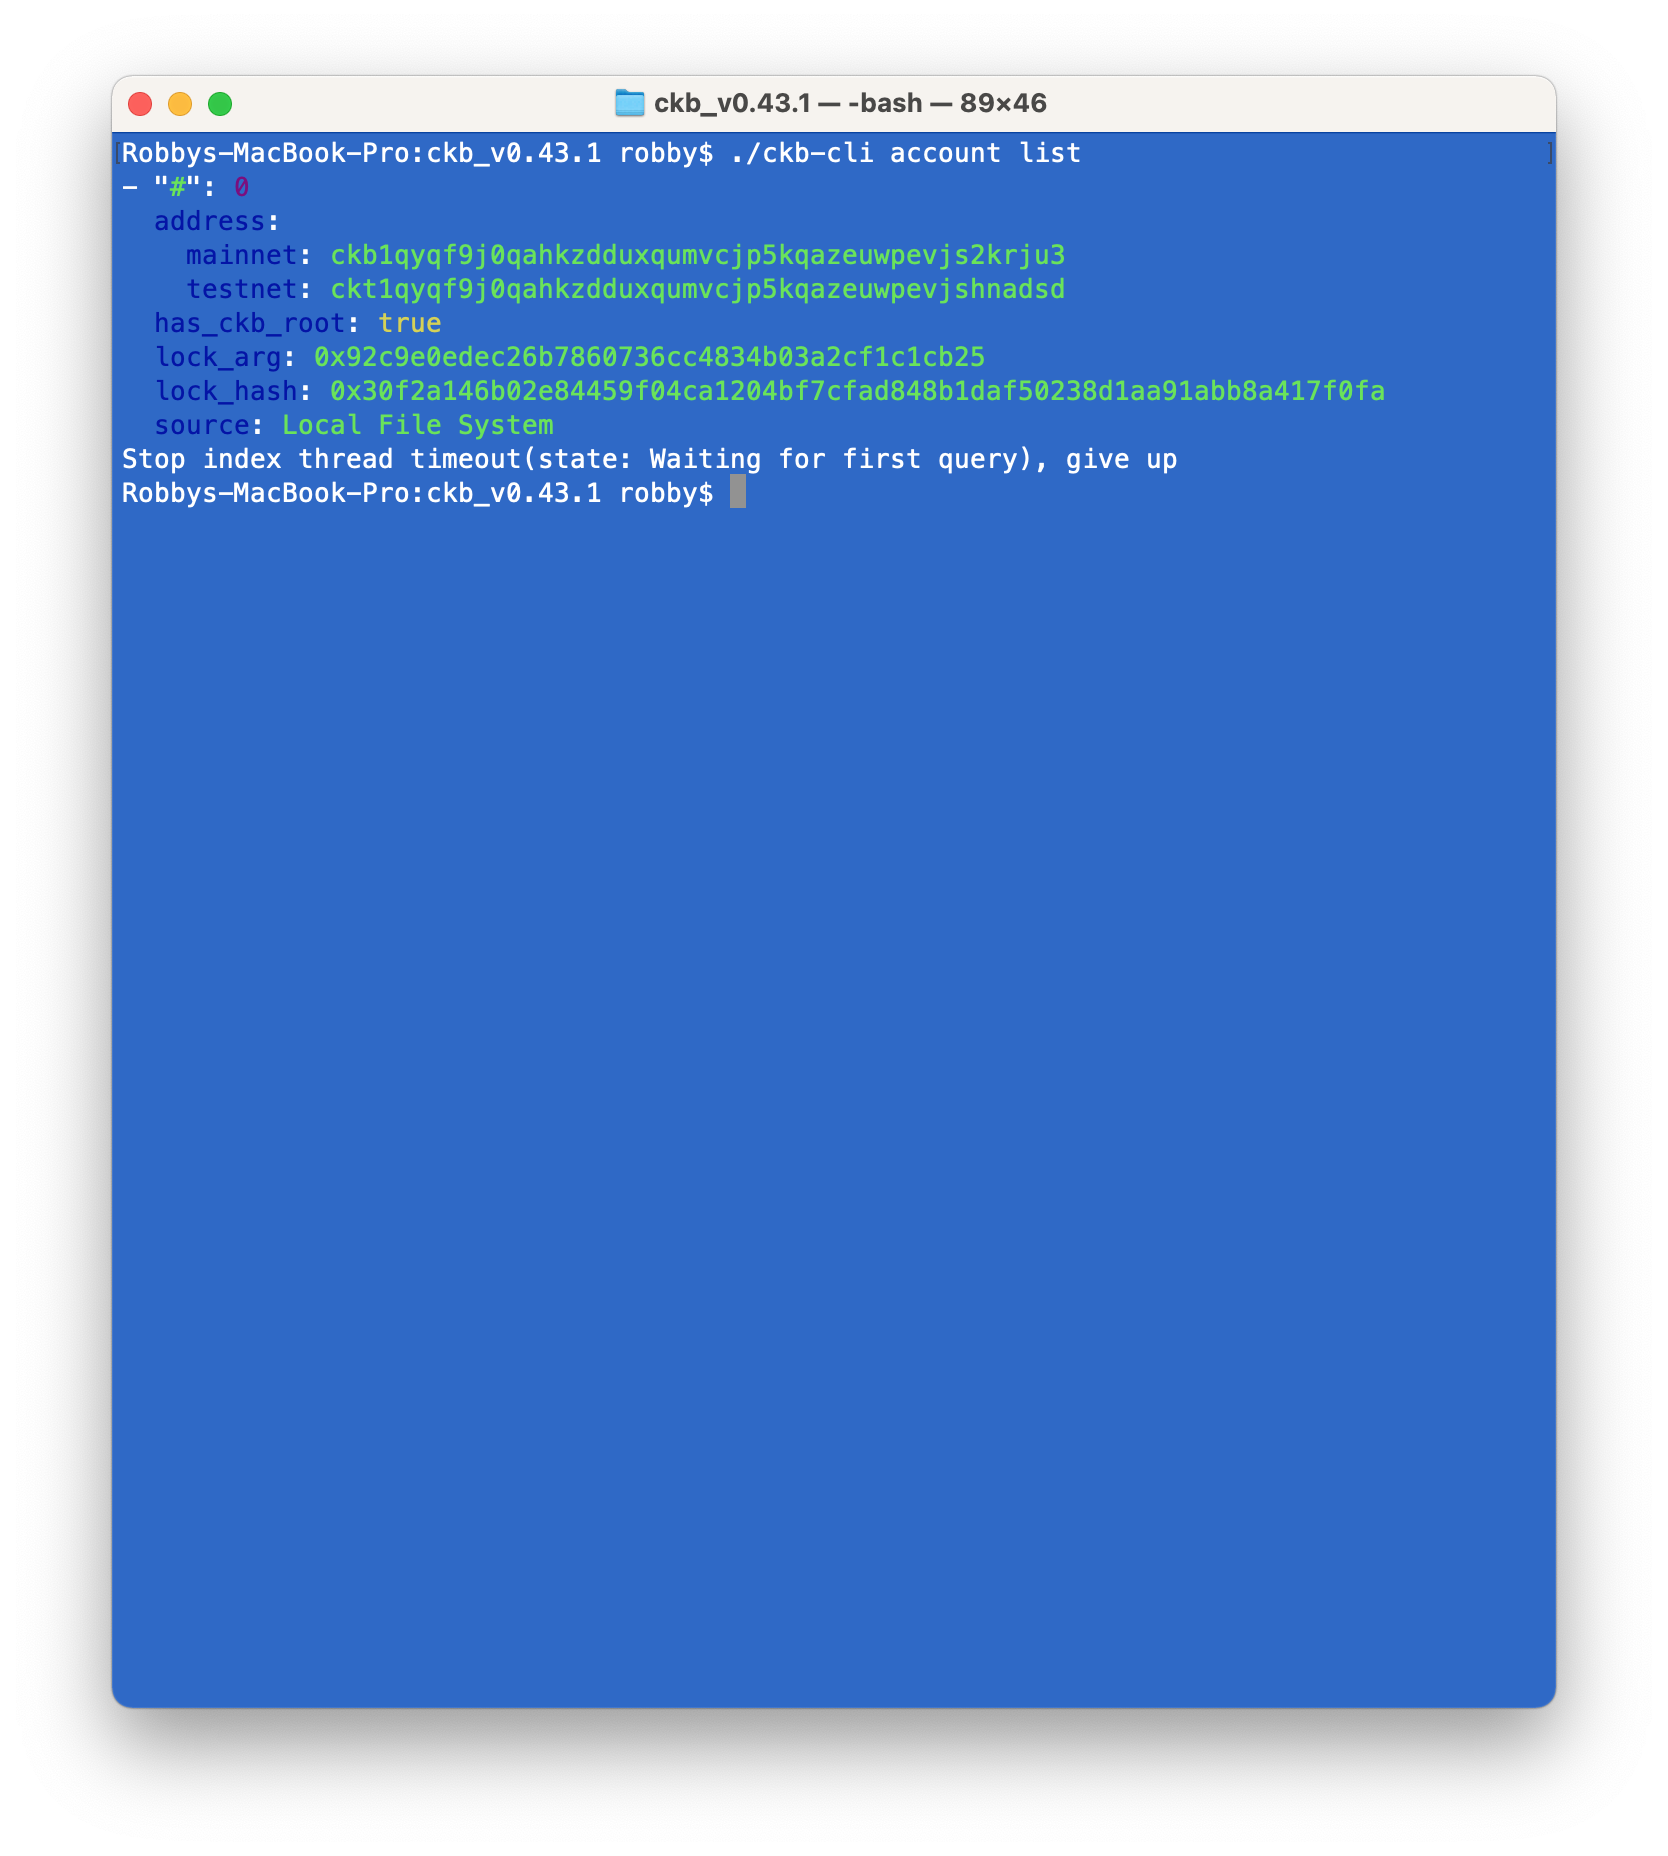 ckb_v0.43.1 — -bash — 89×46
Robbys-MacBook-Pro:ckb_v0.43.1 robby$ ./ckb-cli account list
- "#": 0
  address:
    mainnet: ckb1qyqf9j0qahkzdduxqumvcjp5kqazeuwpevjs2krju3
    testnet: ckt1qyqf9j0qahkzdduxqumvcjp5kqazeuwpevjshnadsd
  has_ckb_root: true
  lock_arg: 0x92c9e0edec26b7860736cc4834b03a2cf1c1cb25
  lock_hash: 0x30f2a146b02e84459f04ca1204bf7cfad848b1daf50238d1aa91abb8a417f0fa
  source: Local File System
Stop index thread timeout(state: Waiting for first query), give up
Robbys-MacBook-Pro:ckb_v0.43.1 robby$